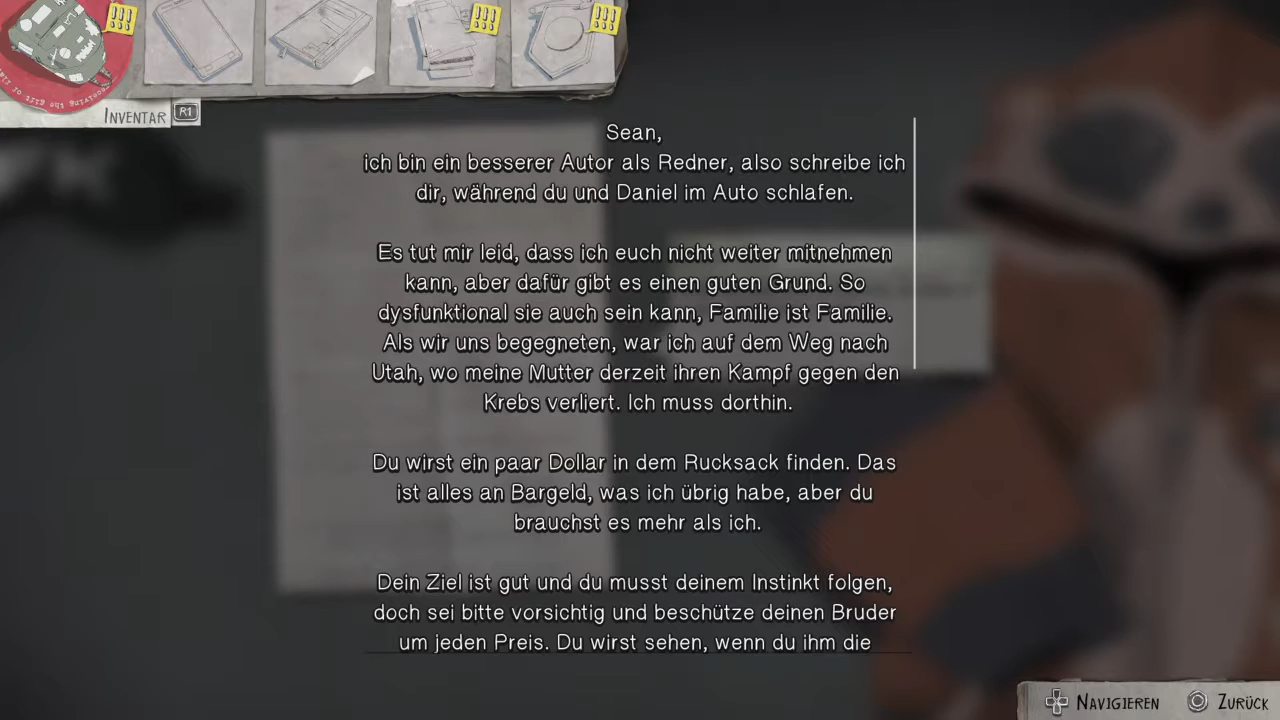 INVENTAR R1
Sean,
ich bin ein besserer Autor als Redner, also schreibe ich
dir, während du und Daniel im Auto schlafen.
Es tut mir leid, dass ich euch nicht weiter mitnehmen
kann, aber dafür gibt es einen guten Grund. So
dysfunktional sie auch sein kann, Familie ist Familie.
Als wir uns begegneten, war ich auf dem Weg nach
Utah, wo meine Mutter derzeit ihren Kampf gegen den
Krebs verliert. Ich muss dorthin.
Du wirst ein paar Dollar in dem Rucksack finden. Das
ist alles an Bargeld, was ich übrig habe, aber du
brauchst es mehr als ich.
Dein Ziel ist gut und du musst deinem Instinkt folgen,
doch sei bitte vorsichtig und beschütze deinen Bruder
um jeden Preis. Du wirst sehen, wenn du ihm die
NAVIGIEREN ZURÜCK